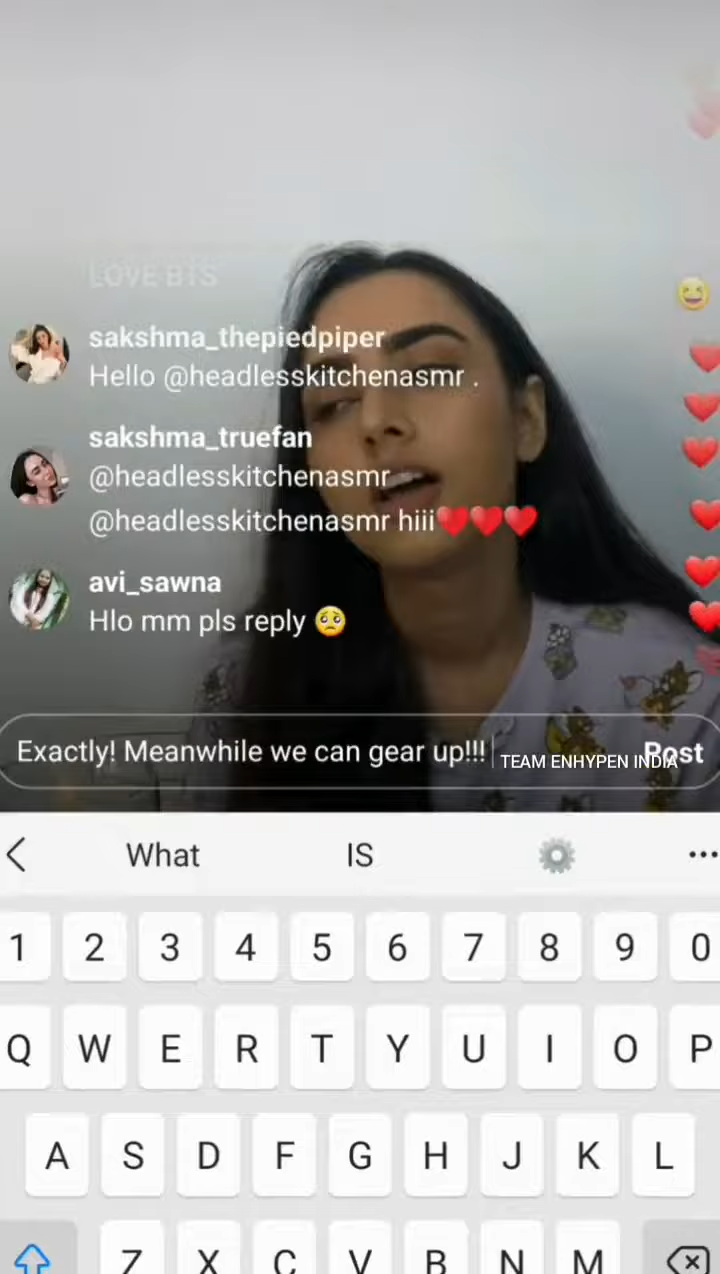 LOVE BTS
sakshma_thepiedpiper
Hello @headlesskitchenasmr .
sakshma_truefan
@headlesskitchenasmr
@headlesskitchenasmr hiii❤️❤️❤️
avi_sawna
Hlo mm pls reply 🥺
Exactly! Meanwhile we can gear up!!! Post
TEAM ENHYPEN INDIA
What IS ⚙️ ...
1 2 3 4 5 6 7 8 9 0
Q W E R T Y U I O P
A S D F G H J K L
Z X C V B N M